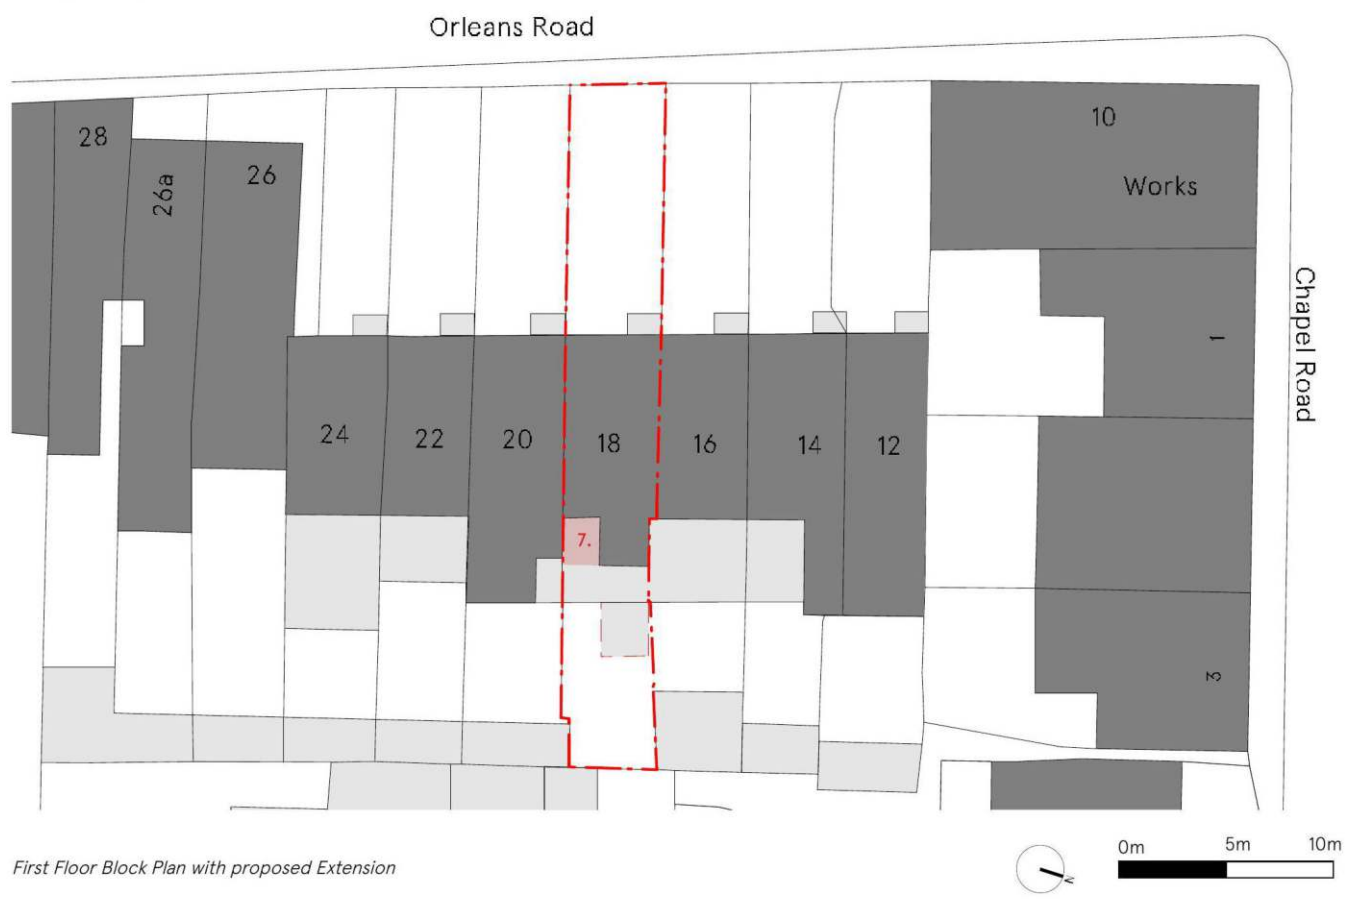 Orleans Road
28
26a
26
10
Works
Chapel Road
1
24
22
20
18
16
14
12
7.
3
First Floor Block Plan with proposed Extension
N
0m 5m 10m